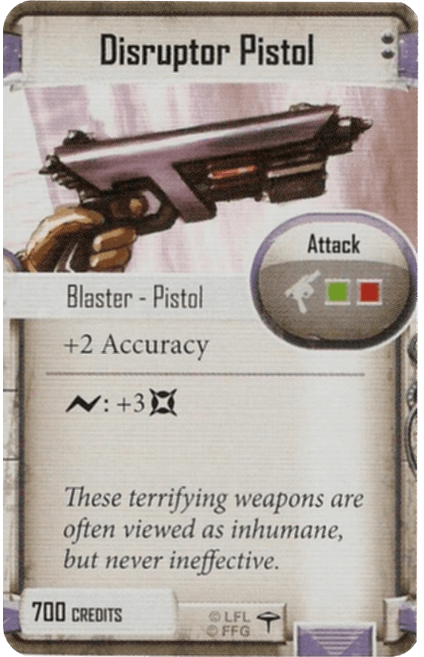 Disruptor Pistol
Attack
Blaster - Pistol
+2 Accuracy
: +3
These terrifying weapons are
often viewed as inhumane,
but never ineffective.
700 CREDITS
© LFL
© FFG